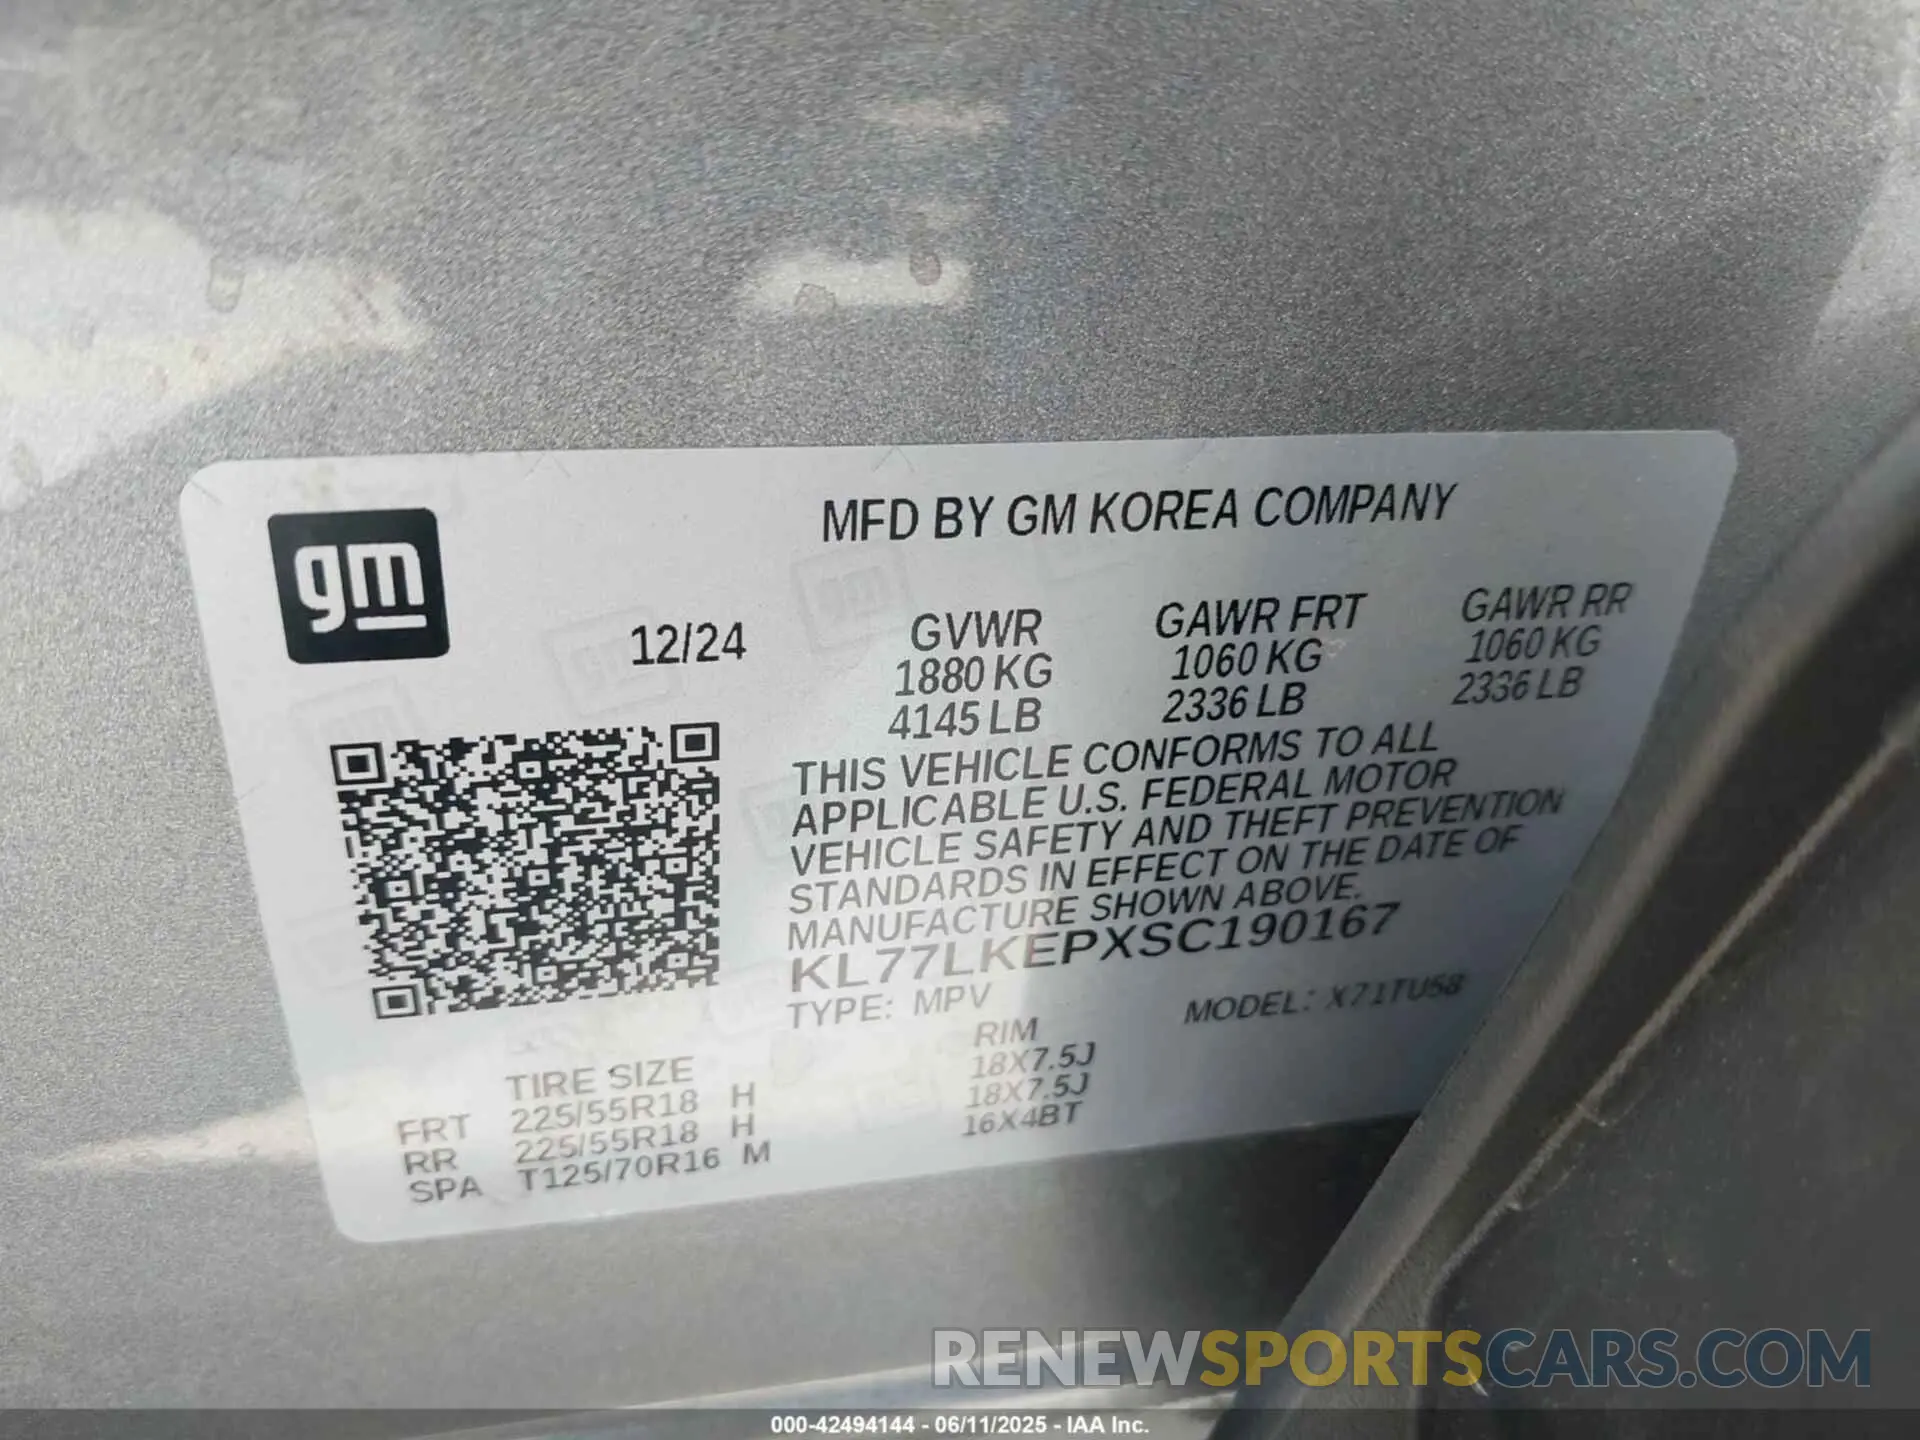 MFD BY GM KOREA COMPANY
gm
12/24
GVWR GAWR FRT GAWR RR
1880 KG 1060 KG 1060 KG
4145 LB 2336 LB 2336 LB
THIS VEHICLE CONFORMS TO ALL
APPLICABLE U.S. FEDERAL MOTOR
VEHICLE SAFETY AND THEFT PREVENTION
STANDARDS IN EFFECT ON THE DATE OF
MANUFACTURE SHOWN ABOVE.
KL77LKEPXSC190167
TYPE: MPV MODEL: X71TU58
TIRE SIZE RIM
FRT 225/55R18 H 18X7.5J
RR 225/55R18 H 18X7.5J
SPA T125/70R16 M 16X4BT
RENEWSPORTSCARS.COM
000-42494144 - 06/11/2025 - IAA Inc.